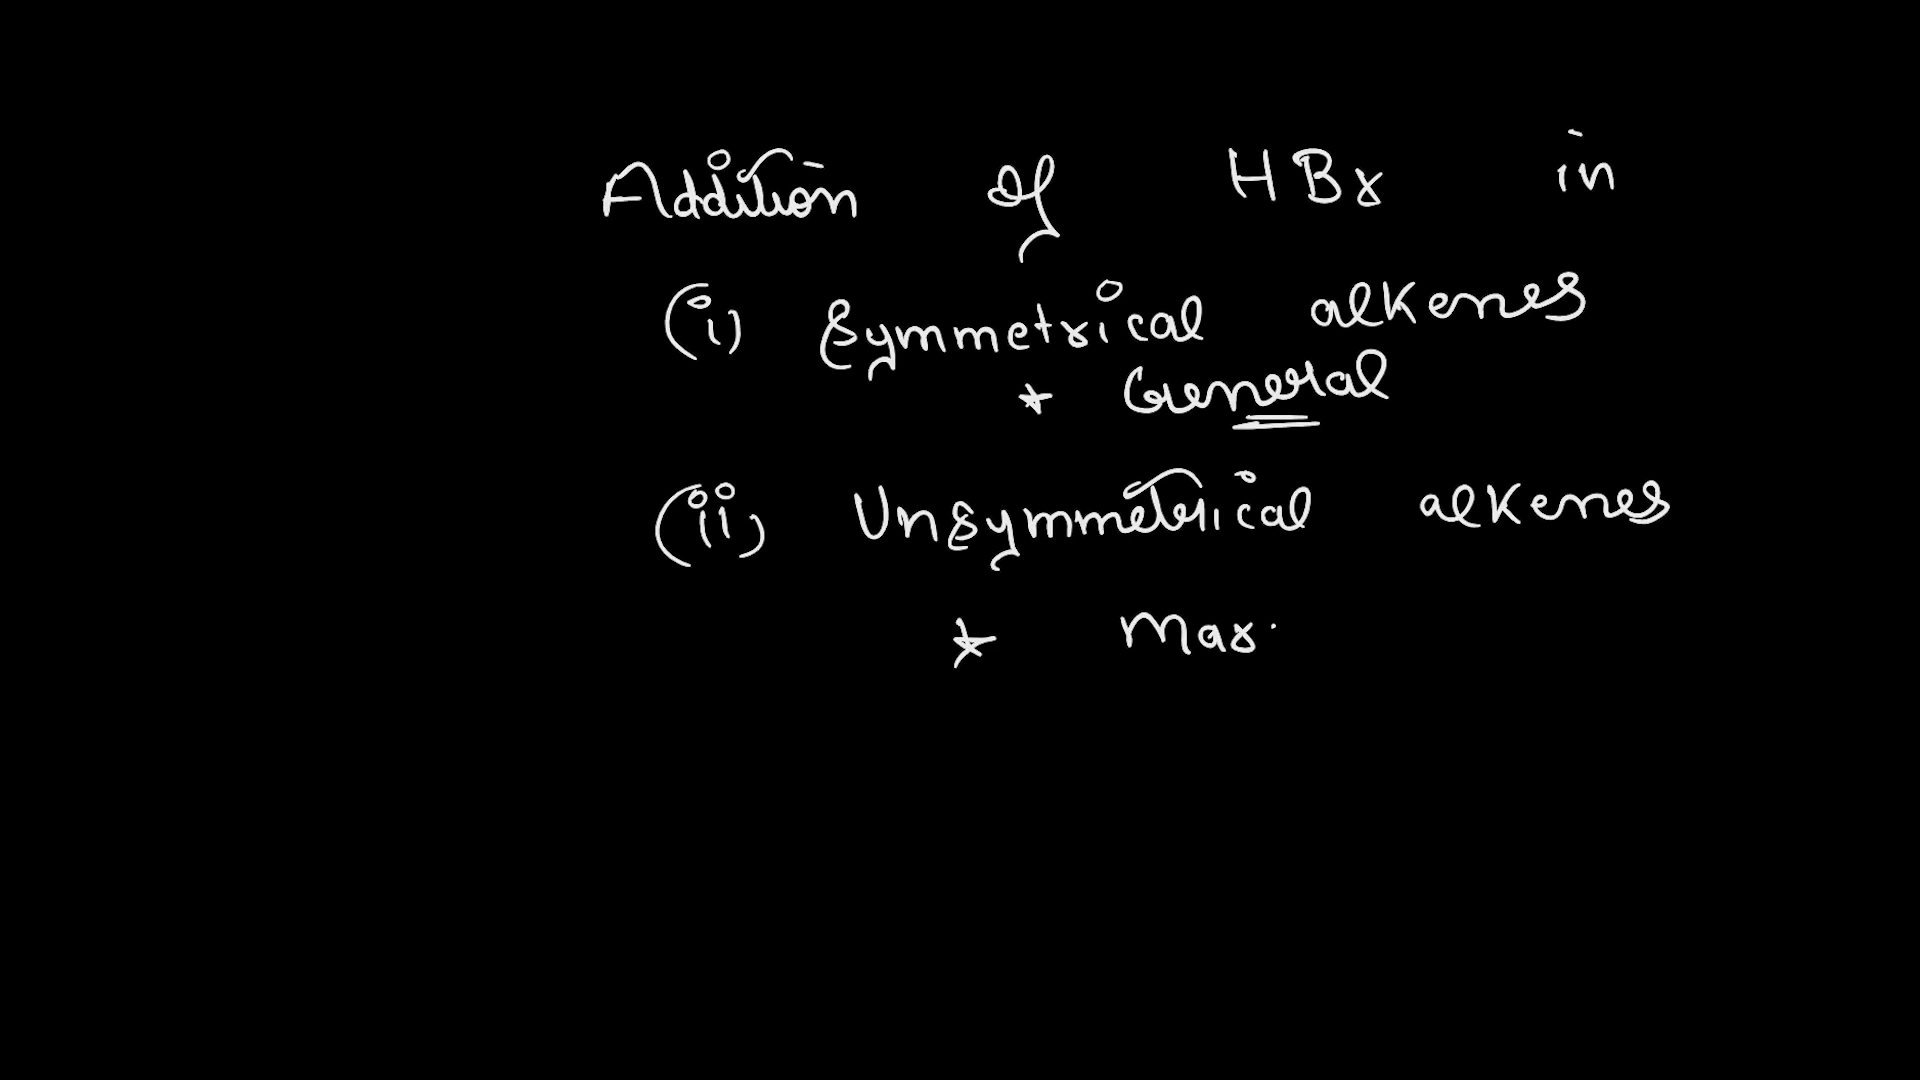 Addition of HBr in
(i) Symmetrical alkenes
* General
(ii) Unsymmetrical alkenes
* Mar